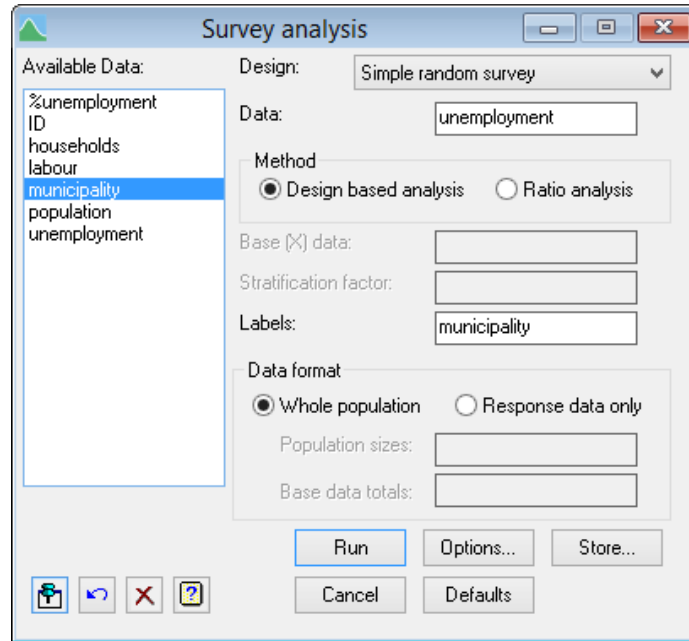 Survey analysis
Available Data:
%unemployment
ID
households
labour
municipality
population
unemployment
Design:
Simple random survey
Data:
unemployment
Method
Design based analysis
Ratio analysis
Base (X) data:
Stratification factor:
Labels:
municipality
Data format
Whole population
Response data only
Population sizes:
Base data totals:
Run
Options...
Store...
Cancel
Defaults
?